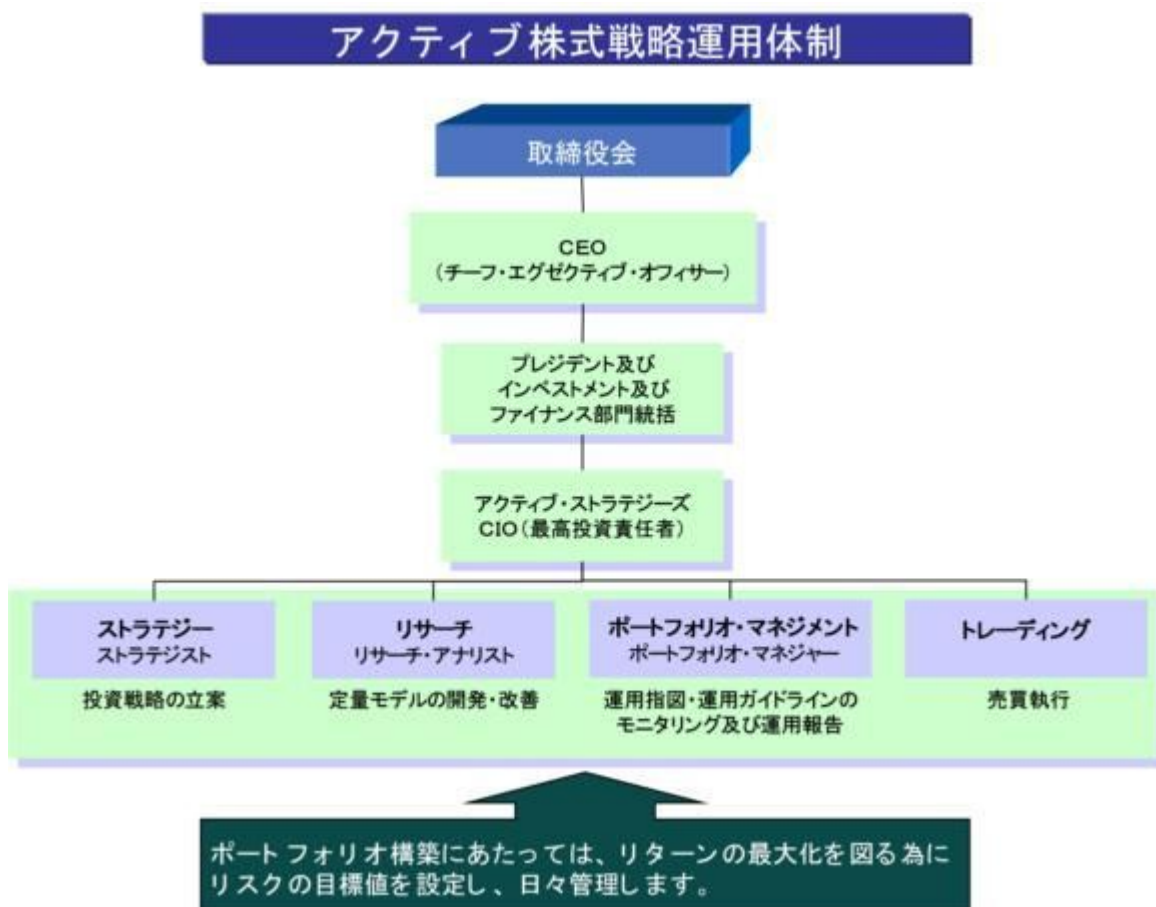 アクティブ株式戦略運用体制
取締役会
CEO
（チーフ・エグゼクティブ・オフィサー）
プレジデント及び
インベストメント及び
ファイナンス部門統括
アクティブ・ストラテジーズ
CIO（最高投資責任者）
ストラテジー
ストラテジスト
投資戦略の立案
リサーチ
リサーチ・アナリスト
定量モデルの開発・改善
ポートフォリオ・マネジメント
ポートフォリオ・マネジャー
運用指図・運用ガイドラインの
モニタリング及び運用報告
トレーディング
売買執行
ポートフォリオ構築にあたっては、リターンの最大化を図る為に
リスクの目標値を設定し、日々管理します。